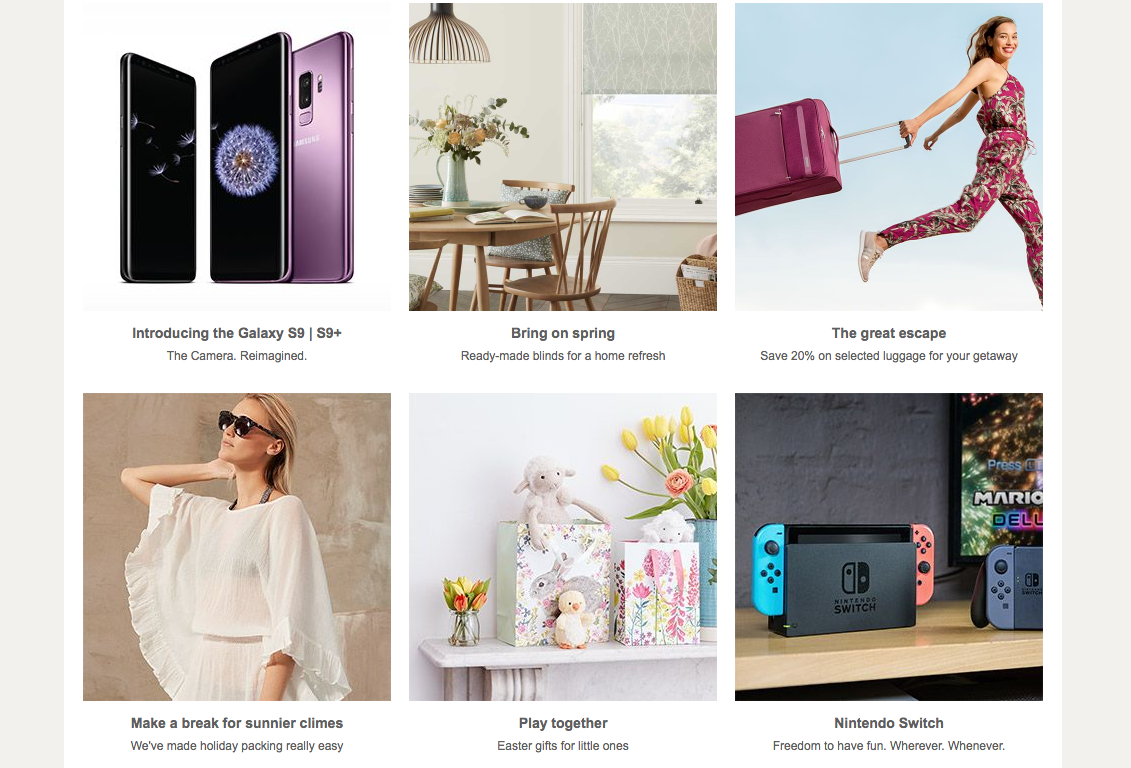 SAMSUNG
Introducing the Galaxy S9 | S9+
The Camera. Reimagined.
Bring on spring
Ready-made blinds for a home refresh
The great escape
Save 20% on selected luggage for your getaway
Make a break for sunnier climes
We've made holiday packing really easy
Play together
Easter gifts for little ones
Press
MARIO
NINTENDO
SWITCH
Nintendo Switch
Freedom to have fun. Wherever. Whenever.